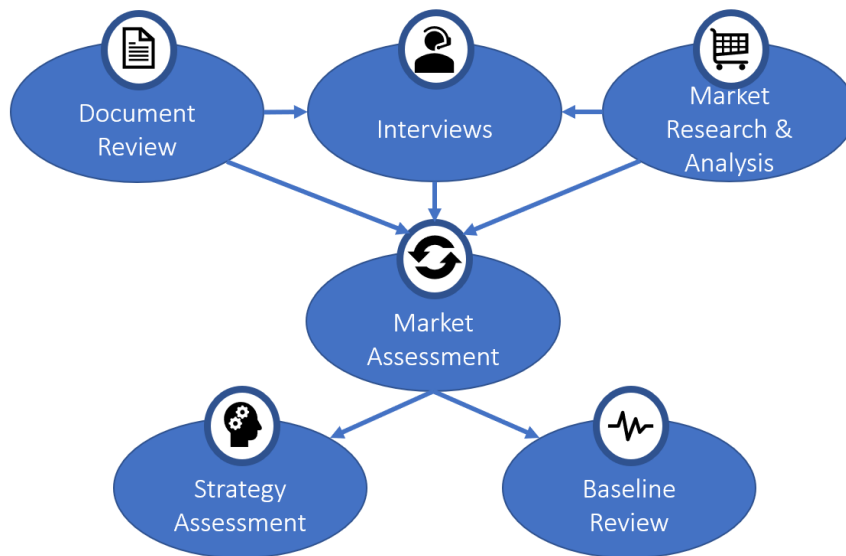 Document
Review
Interviews
Market
Research &
Analysis
Market
Assessment
Strategy
Assessment
Baseline
Review